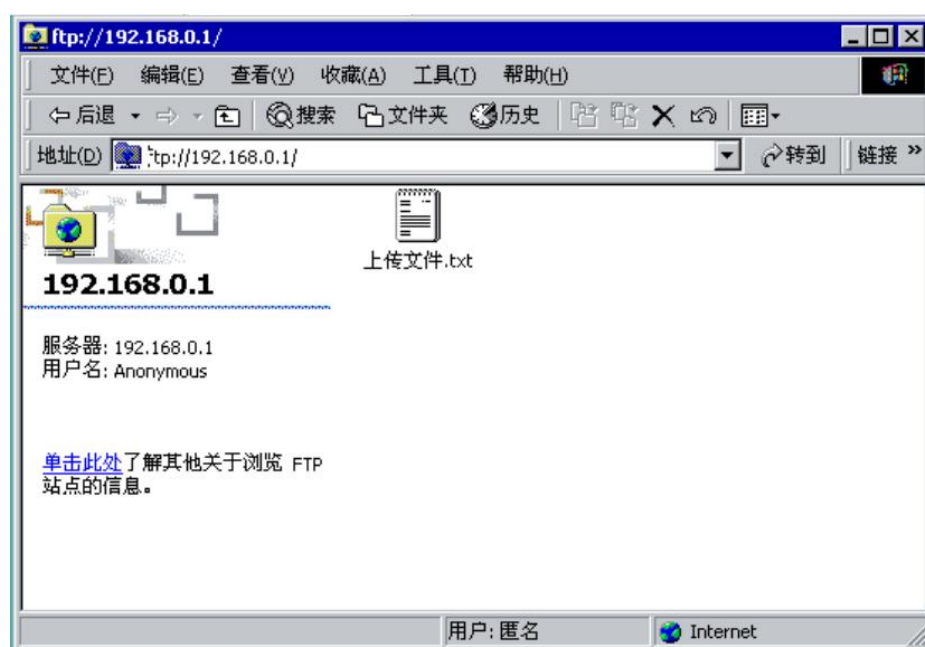 ftp://192.168.0.1/
文件(F) 编辑(E) 查看(V) 收藏(A) 工具(T) 帮助(H)
后退 搜索 文件夹 历史
地址(D) tp://192.168.0.1/ 转到 链接 »
上传文件.txt
192.168.0.1
服务器: 192.168.0.1
用户名: Anonymous
单击此处了解其他关于浏览 FTP
站点的信息。
用户: 匿名 Internet